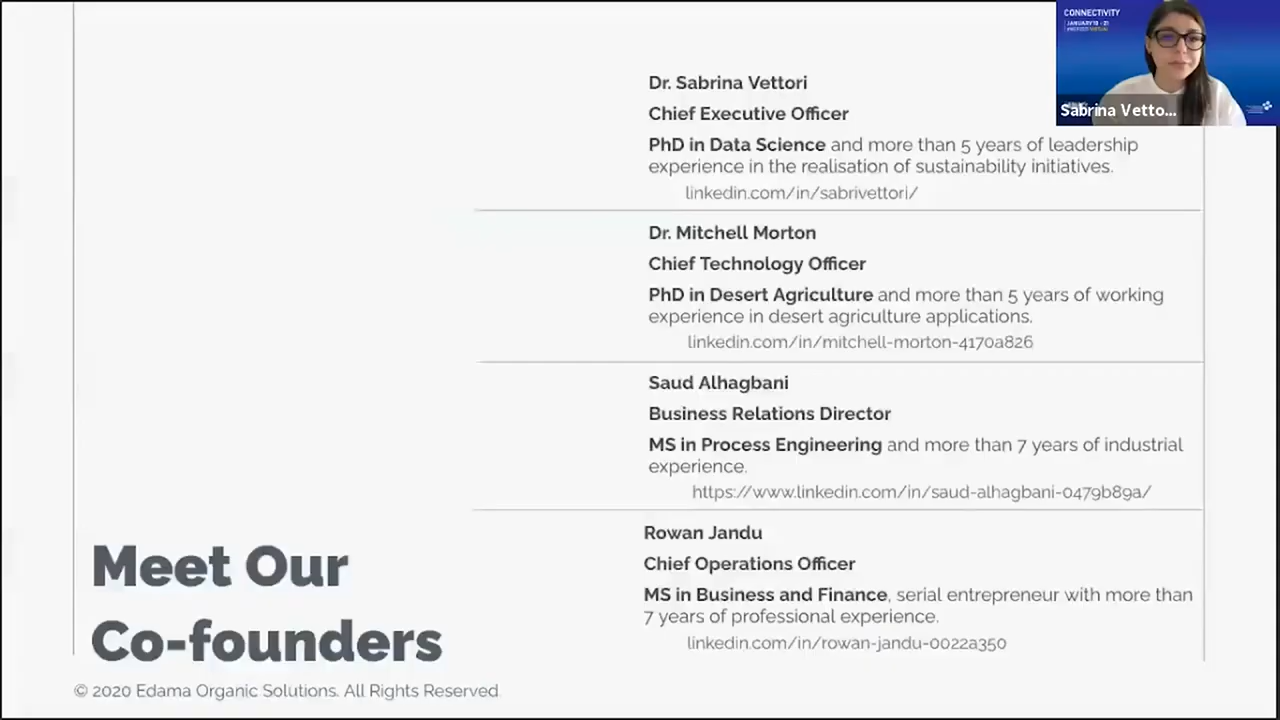 CONNECTIVITY
Sabrina Vetto...
Dr. Sabrina Vettori
Chief Executive Officer
PhD in Data Science and more than 5 years of leadership
experience in the realisation of sustainability initiatives.
linkedin.com/in/sabrivettori/
Dr. Mitchell Morton
Chief Technology Officer
PhD in Desert Agriculture and more than 5 years of working
experience in desert agriculture applications.
linkedin.com/in/mitchell-morton-4170a826
Saud Alhagbani
Business Relations Director
MS in Process Engineering and more than 7 years of industrial
experience.
https://www.linkedin.com/in/saud-alhagbani-0479b89a/
Rowan Jandu
Chief Operations Officer
MS in Business and Finance, serial entrepreneur with more than
7 years of professional experience.
linkedin.com/in/rowan-jandu-0022a350
Meet Our
Co-founders
© 2020 Edama Organic Solutions. All Rights Reserved